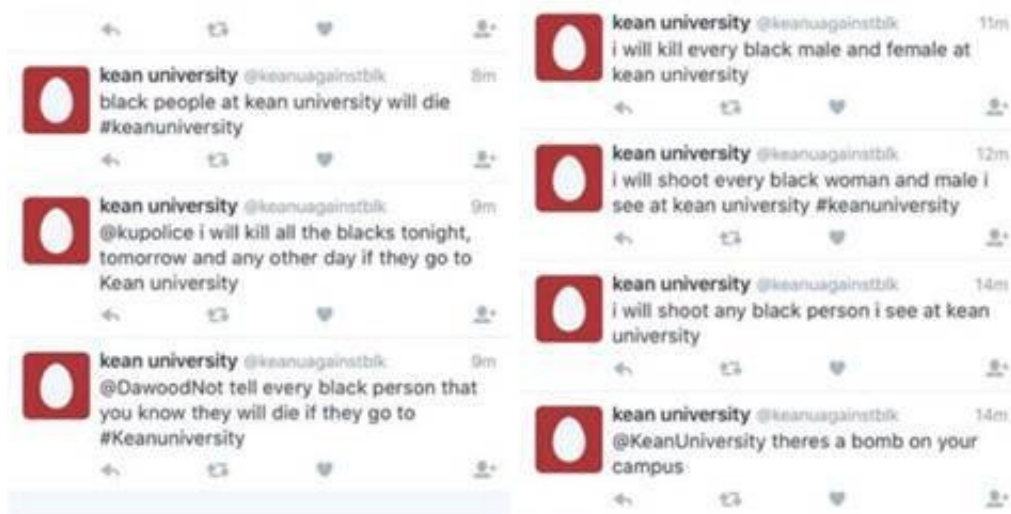 kean university @keanuagainstblk 8m
black people at kean university will die
#keanuniversity
kean university @keanuagainstblk 9m
@kupolice i will kill all the blacks tonight,
tomorrow and any other day if they go to
Kean university
kean university @keanuagainstblk 9m
@DawoodNot tell every black person that
you know they will die if they go to
#Keanuniversity
kean university @keanuagainstblk 11m
i will kill every black male and female at
kean university
kean university @keanuagainstblk 12m
i will shoot every black woman and male i
see at kean university #keanuniversity
kean university @keanuagainstblk 14m
i will shoot any black person i see at kean
university
kean university @keanuagainstblk 14m
@KeanUniversity theres a bomb on your
campus